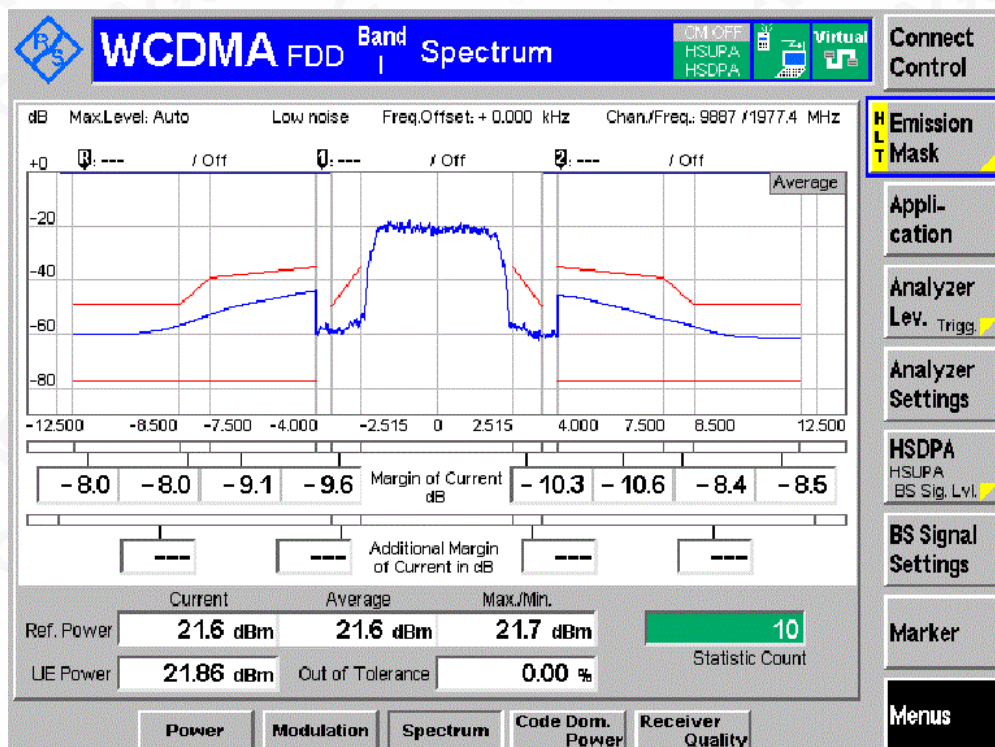 R/S WCDMA FDD Band I Spectrum
CM OFF
HSUPA
HSDPA
Virtual
Connect
Control
dB Max.Level: Auto Low noise Freq.Offset: + 0.000 kHz Chan./Freq.: 9887 / 1977.4 MHz
HLT
Emission
Mask
+0 R: --- / Off 1: --- / Off 2: --- / Off
Average
-20
-40
-60
-80
Appli-
cation
Analyzer
Lev. Trigg.
Analyzer
Settings
-12.500 -8.500 -7.500 -4.000 -2.515 0 2.515 4.000 7.500 8.500 12.500
HSDPA
HSUPA
BS Sig. Lvl.
- 8.0 - 8.0 - 9.1 - 9.6 Margin of Current dB - 10.3 - 10.6 - 8.4 - 8.5
BS Signal
Settings
--- --- Additional Margin of Current in dB --- ---
Current Average Max./Min.
Ref. Power 21.6 dBm 21.6 dBm 21.7 dBm 10
Statistic Count
UE Power 21.86 dBm Out of Tolerance 0.00 %
Marker
Menus
Power Modulation Spectrum Code Dom. Power Receiver Quality